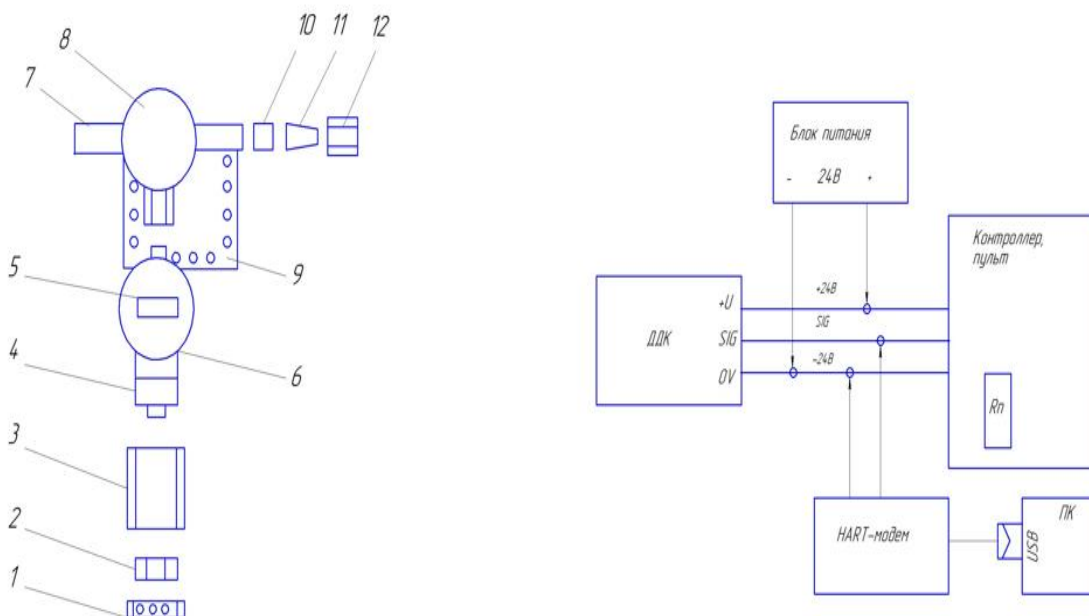 10 11 12
8
7
5
9
4
6
3
2
1
Блок питания
- 24В +
Контроллер,
пульт
+24В
+U
SIG
ДДК
SIG
-24В
0V
Rп
HART-модем
ПК
USB